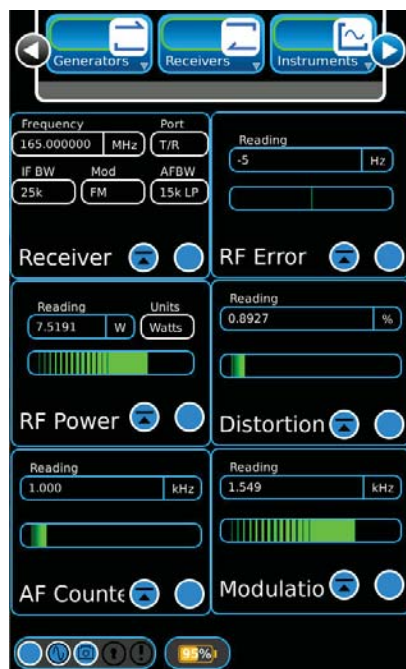 Generators Receivers Instruments
Frequency Port
165.000000 MHz T/R
IF BW Mod AFBW
25k FM 15k LP
Receiver
Reading
-5 Hz
RF Error
Reading Units
7.5191 W Watts
RF Power
Reading
0.8927 %
Distortion
Reading
1.000 kHz
AF Counte
Reading
1.549 kHz
Modulatio
95%